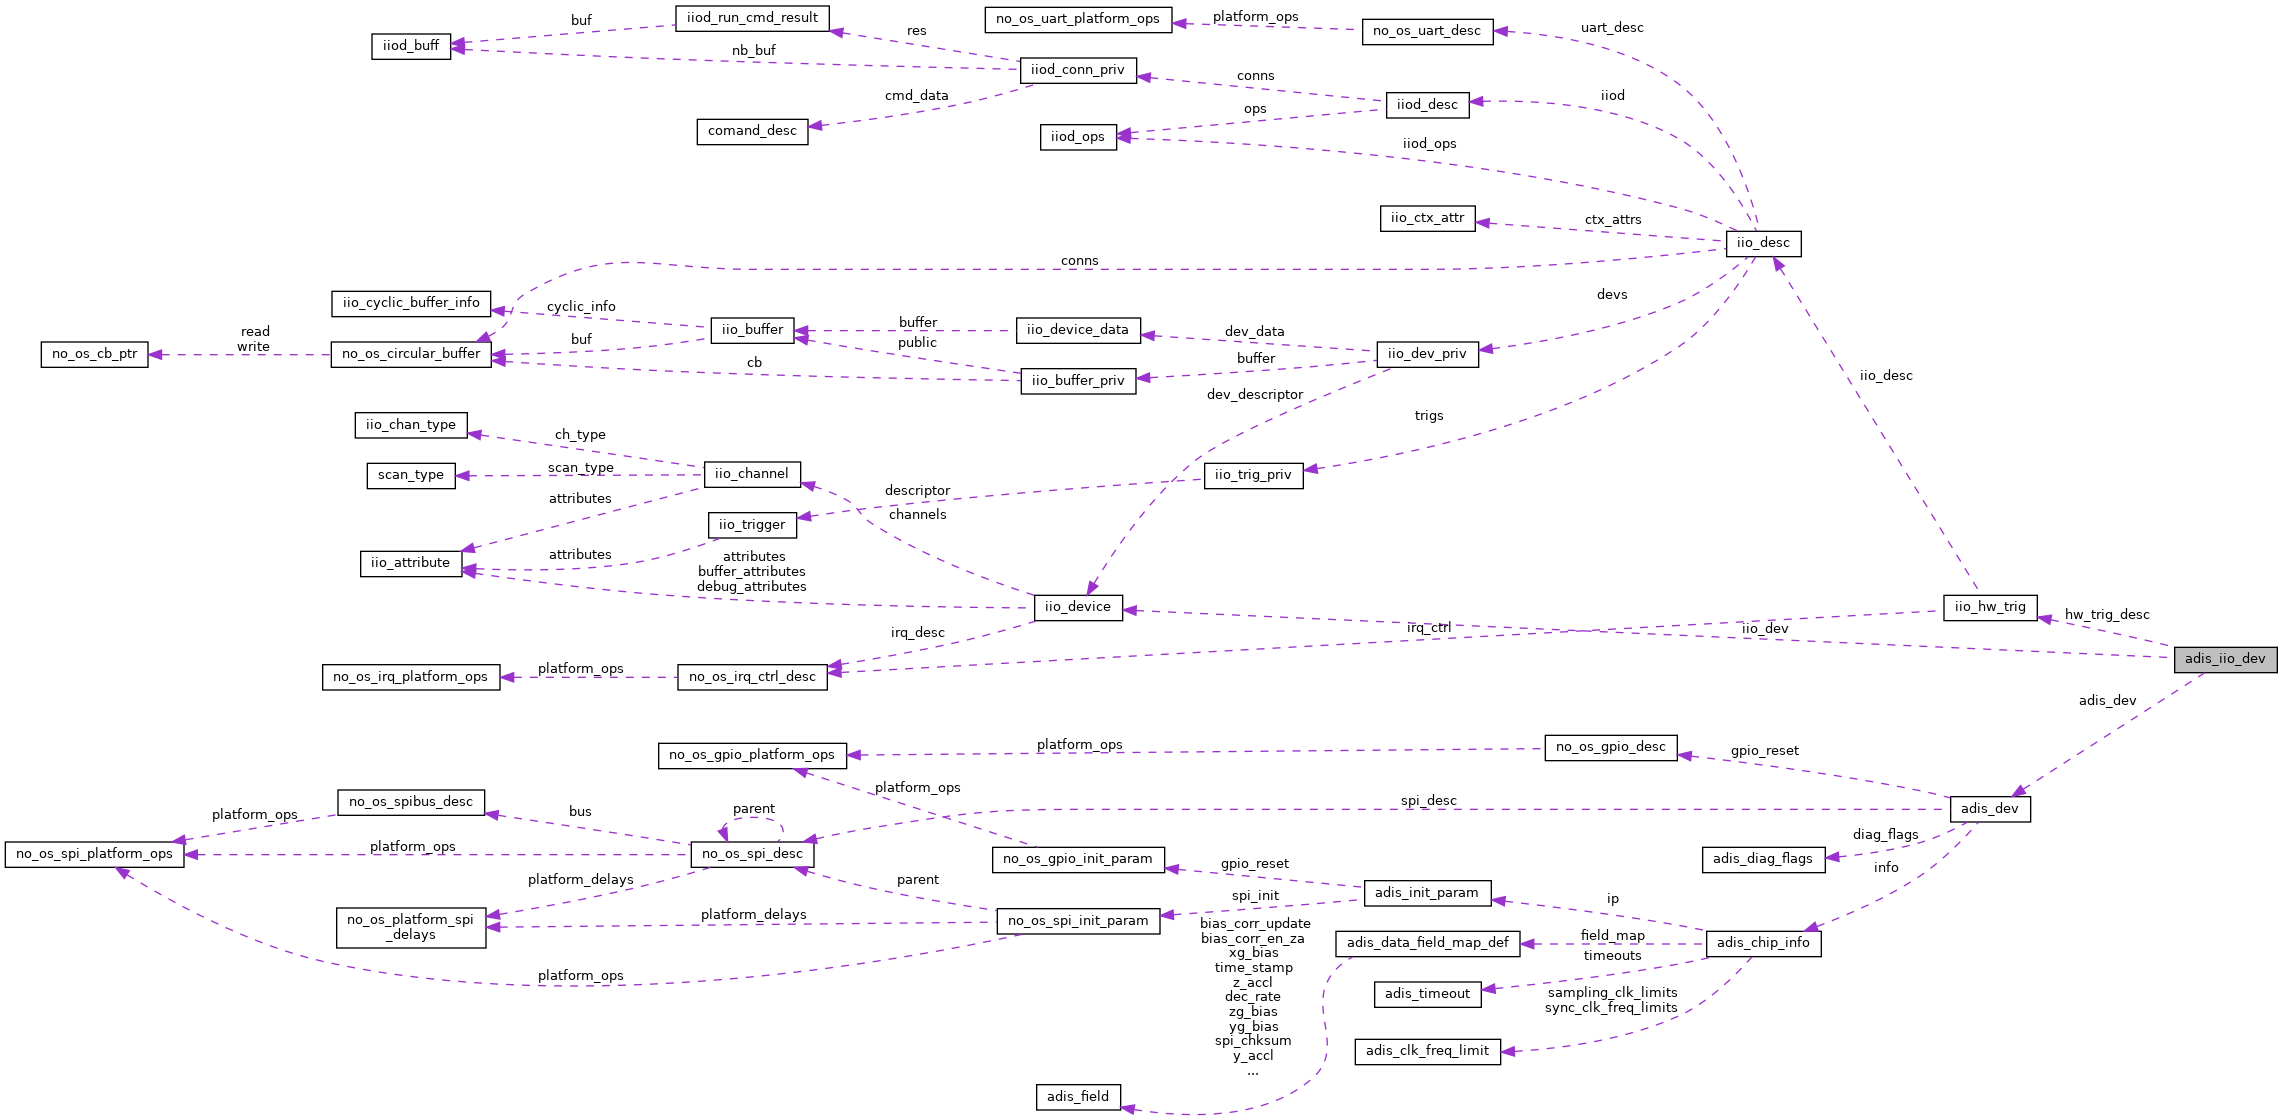 iiod_run_cmd_result
no_os_uart_platform_ops
platform_ops
no_os_uart_desc
uart_desc
buf
res
iiod_buff
nb_buf
iiod_conn_priv
conns
cmd_data
iiod_desc
iiod
ops
comand_desc
iiod_ops
iiod_ops
iio_ctx_attr
ctx_attrs
iio_desc
conns
devs
iio_cyclic_buffer_info
cyclic_info
iio_buffer
buffer
iio_device_data
dev_data
read
write
buf
public
no_os_cb_ptr
no_os_circular_buffer
iio_dev_priv
cb
iio_buffer_priv
buffer
iio_desc
dev_descriptor
trigs
iio_chan_type
ch_type
scan_type
scan_type
iio_channel
iio_trig_priv
attributes
descriptor
channels
iio_trigger
iio_attribute
attributes
attributes
buffer_attributes
debug_attributes
iio_device
iio_hw_trig
hw_trig_desc
irq_desc
irq_ctrl
iio_dev
adis_iio_dev
no_os_irq_platform_ops
platform_ops
no_os_irq_ctrl_desc
adis_dev
no_os_gpio_platform_ops
platform_ops
no_os_gpio_desc
gpio_reset
platform_ops
no_os_spibus_desc
bus
parent
spi_desc
adis_dev
platform_ops
diag_flags
no_os_spi_platform_ops
platform_ops
no_os_spi_desc
no_os_gpio_init_param
gpio_reset
adis_diag_flags
info
platform_delays
parent
spi_init
adis_init_param
ip
no_os_platform_spi
_delays
platform_delays
no_os_spi_init_param
bias_corr_update
bias_corr_en_za
xg_bias
time_stamp
z_accl
dec_rate
zg_bias
yg_bias
spi_chksum
y_accl
...
adis_data_field_map_def
field_map
adis_chip_info
timeouts
platform_ops
adis_timeout
sampling_clk_limits
sync_clk_freq_limits
adis_clk_freq_limit
adis_field